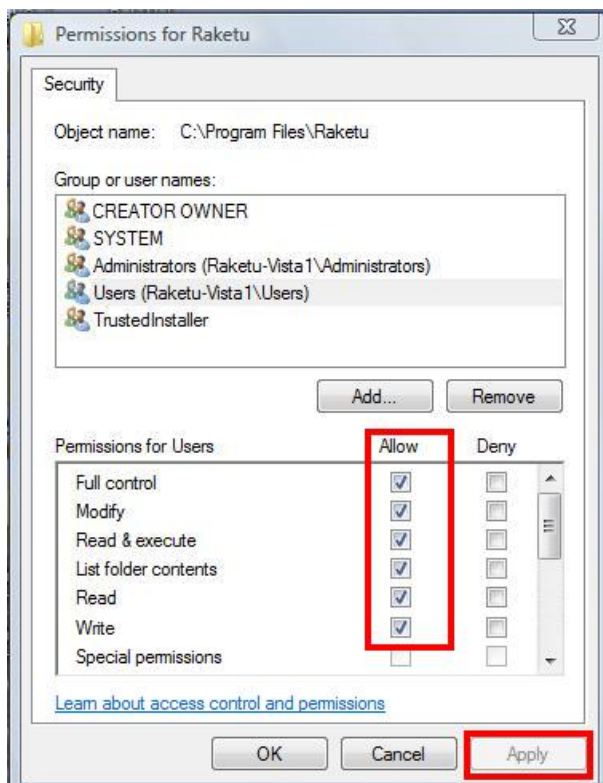 Permissions for Raketu
Security
Object name: C:\Program Files\Raketu
Group or user names:
CREATOR OWNER
SYSTEM
Administrators (Raketu-Vista1\Administrators)
Users (Raketu-Vista1\Users)
TrustedInstaller
Add... Remove
Permissions for Users Allow Deny
Full control
Modify
Read & execute
List folder contents
Read
Write
Special permissions
Learn about access control and permissions
OK Cancel Apply